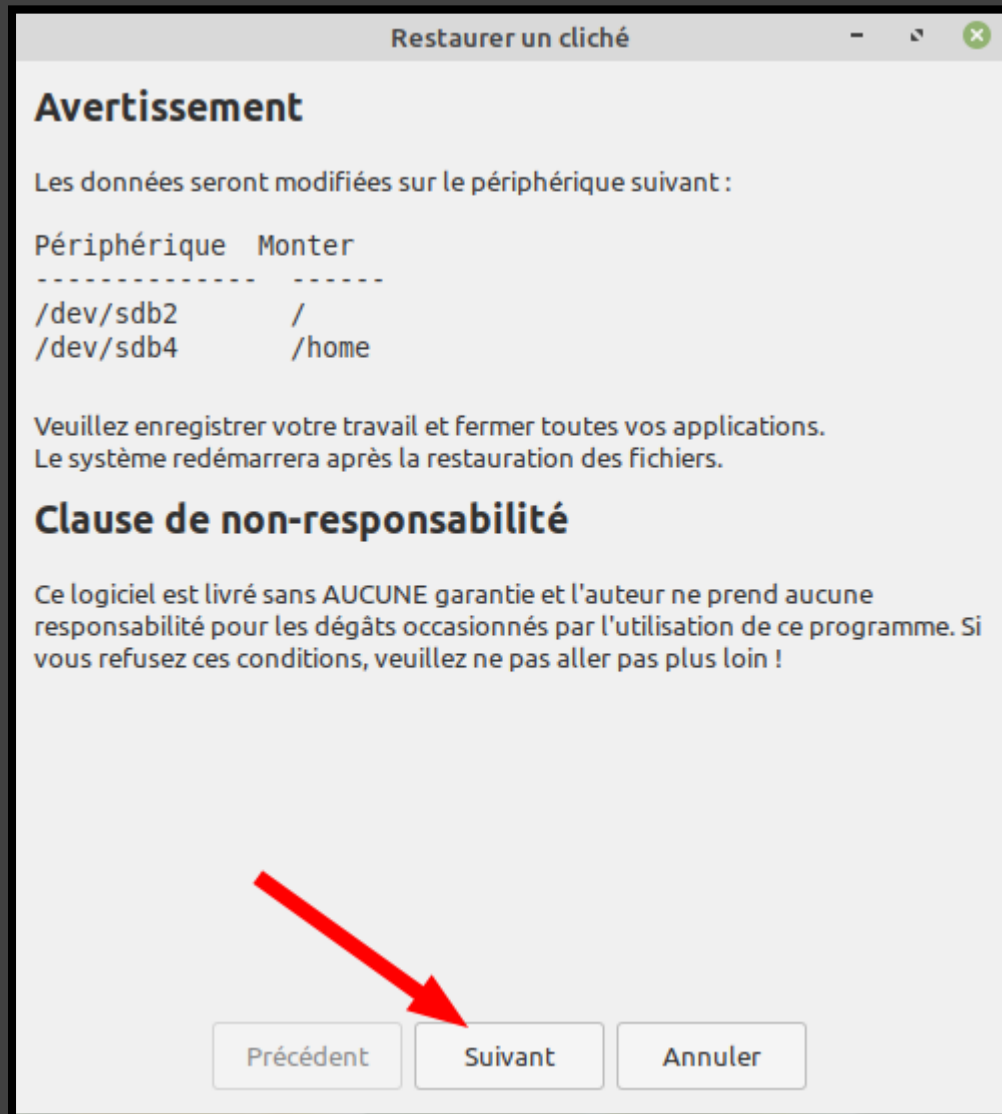 Restaurer un cliché
Avertissement
Les données seront modifiées sur le périphérique suivant :
Périphérique  Monter
--------------  ------
/dev/sdb2       /
/dev/sdb4       /home
Veuillez enregistrer votre travail et fermer toutes vos applications.
Le système redémarrera après la restauration des fichiers.
Clause de non-responsabilité
Ce logiciel est livré sans AUCUNE garantie et l'auteur ne prend aucune
responsabilité pour les dégâts occasionnés par l'utilisation de ce programme. Si
vous refusez ces conditions, veuillez ne pas aller pas plus loin !
Précédent Suivant Annuler